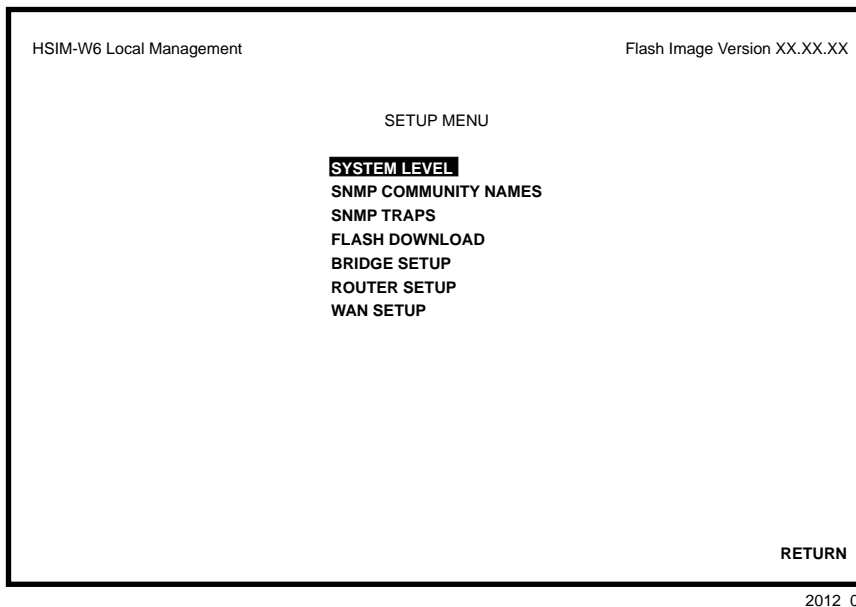 HSIM-W6 Local Management Flash Image Version XX.XX.XX
SETUP MENU
SYSTEM LEVEL
SNMP COMMUNITY NAMES
SNMP TRAPS
FLASH DOWNLOAD
BRIDGE SETUP
ROUTER SETUP
WAN SETUP
RETURN
2012